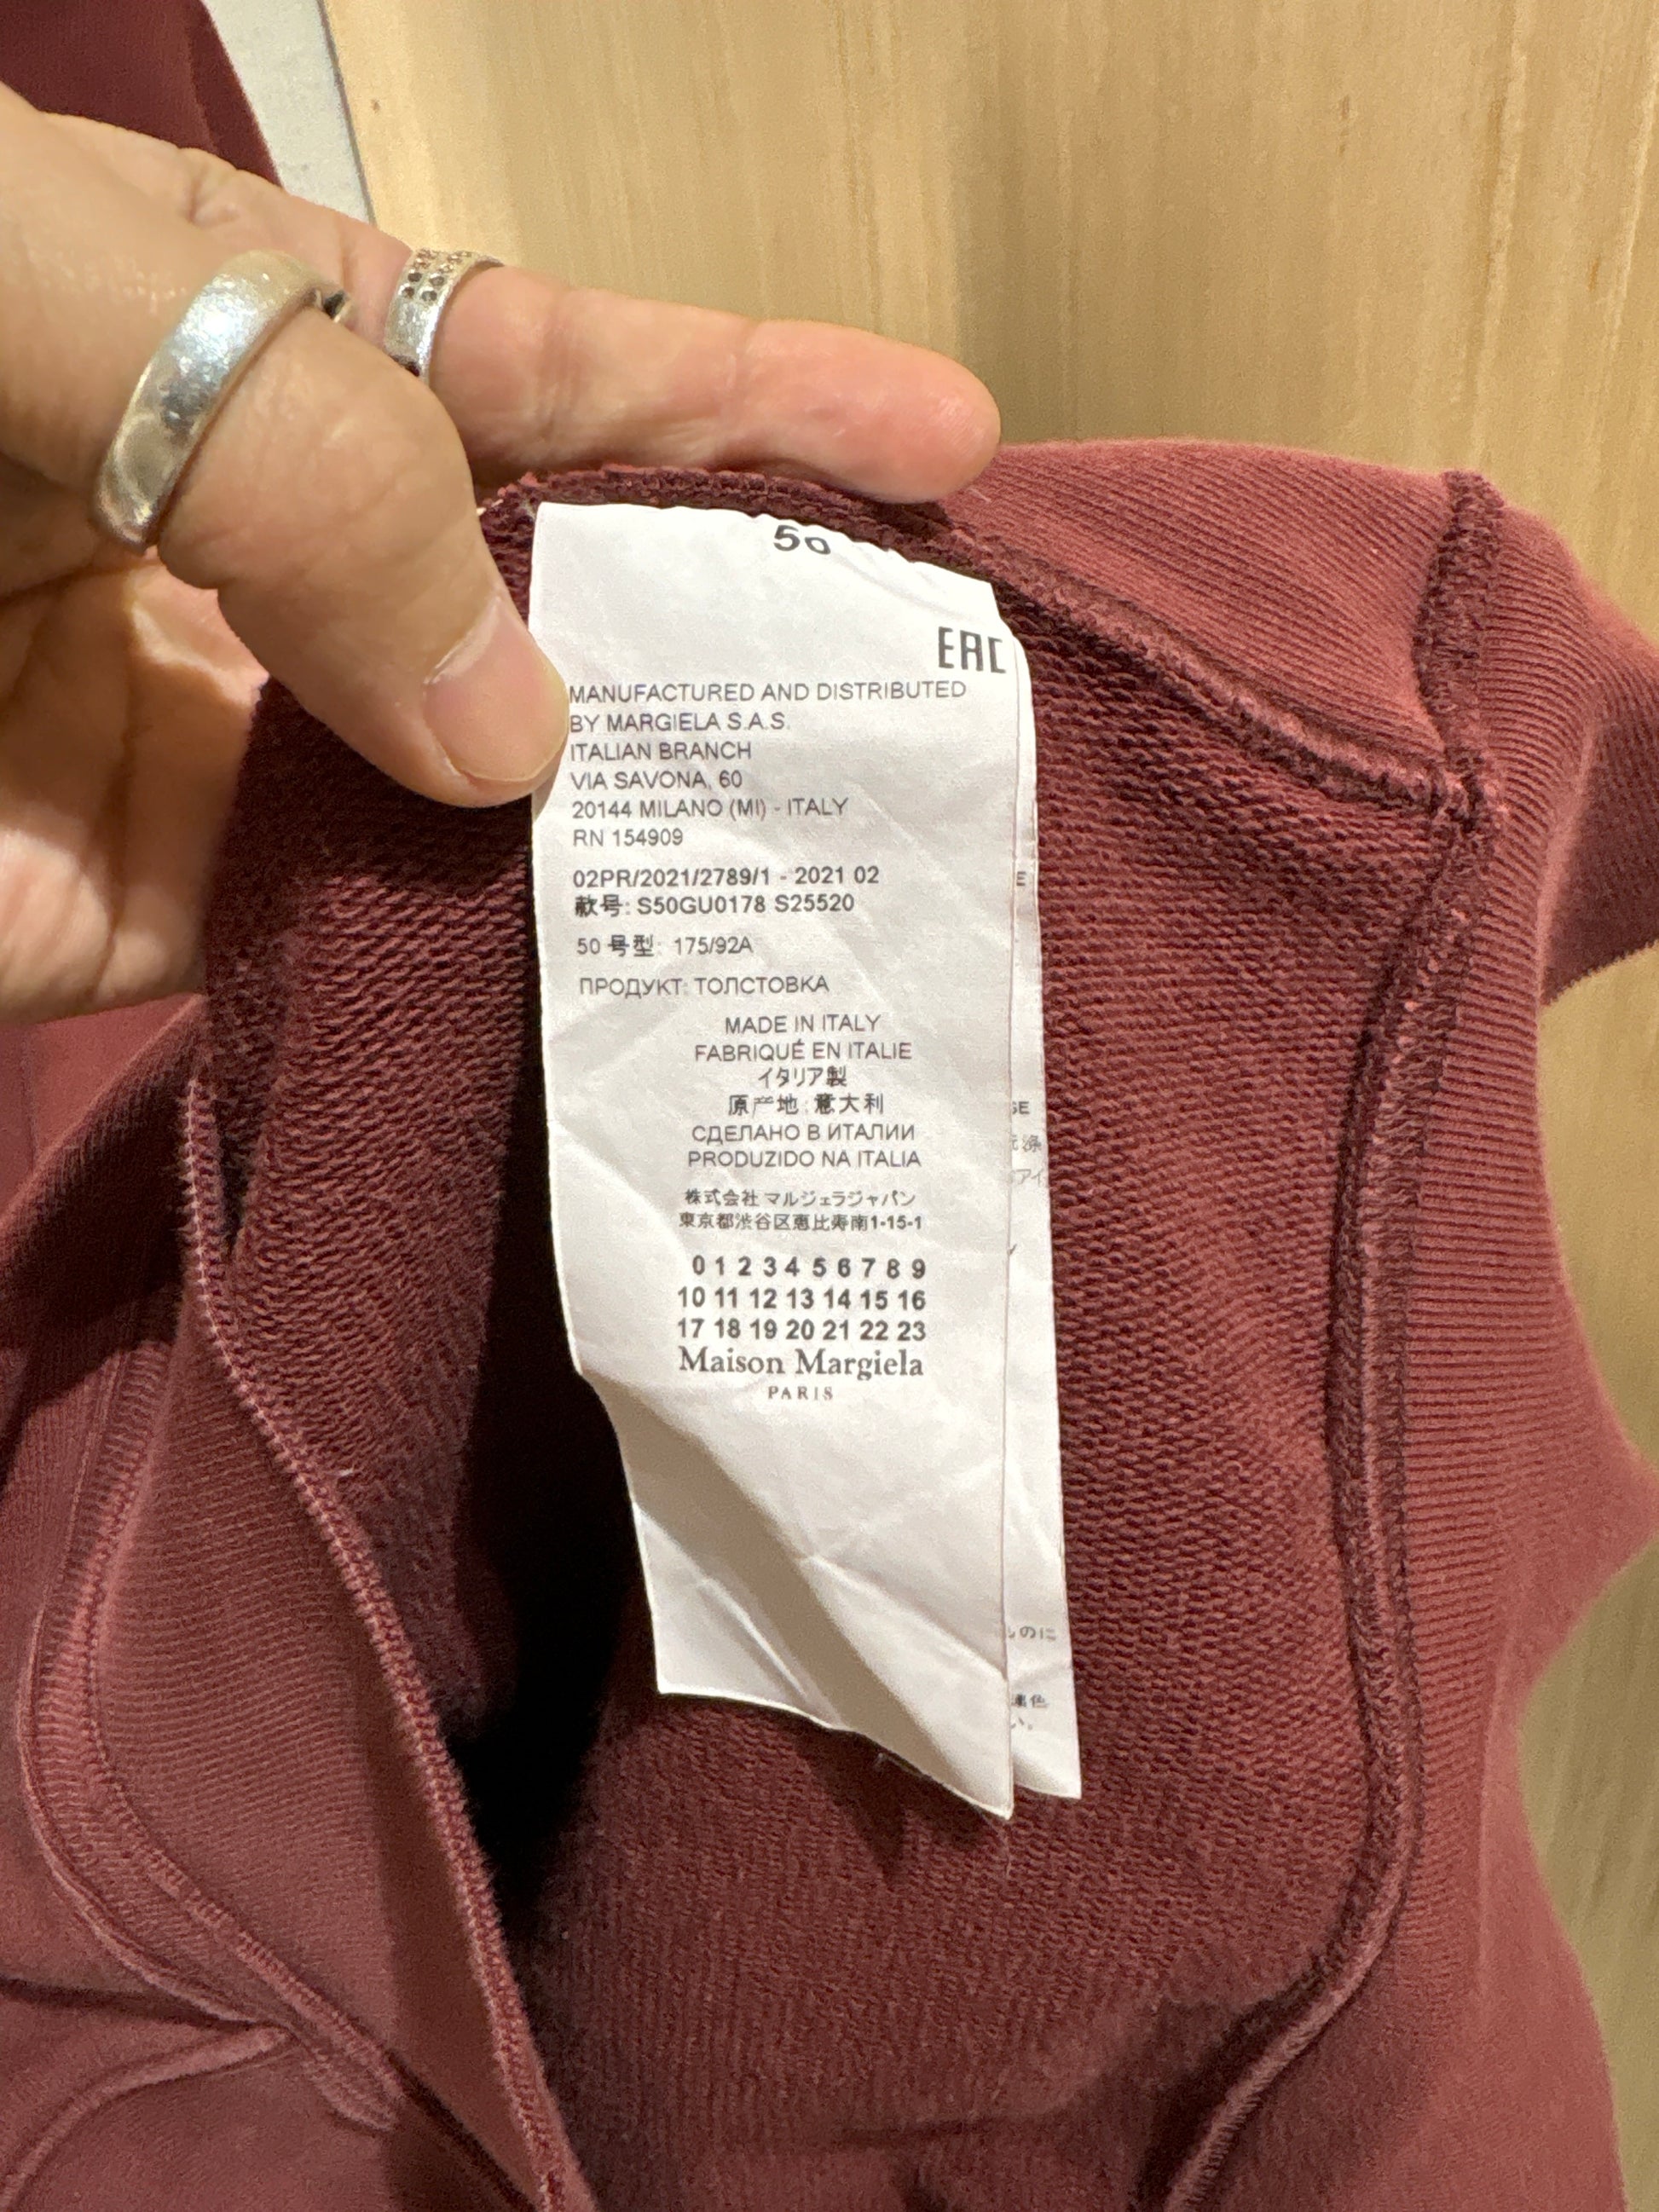 50
EAC
MANUFACTURED AND DISTRIBUTED
BY MARGIELA S.A.S.
ITALIAN BRANCH
VIA SAVONA, 60
20144 MILANO (MI) - ITALY
RN 154909
02PR/2021/2789/1 - 2021 02
款号: S50GU0178 S25520
50 号型: 175/92A
ПРОДУКТ: ТОЛСТОВКА
MADE IN ITALY
FABRIQUÉ EN ITALIE
イタリア製
原产地:意大利
СДЕЛАНО В ИТАЛИИ
PRODUZIDO NA ITALIA
株式会社 マルジェラジャパン
東京都渋谷区恵比寿南1-15-1
0 1 2 3 4 5 6 7 8 9
10 11 12 13 14 15 16
17 18 19 20 21 22 23
Maison Margiela
PARIS